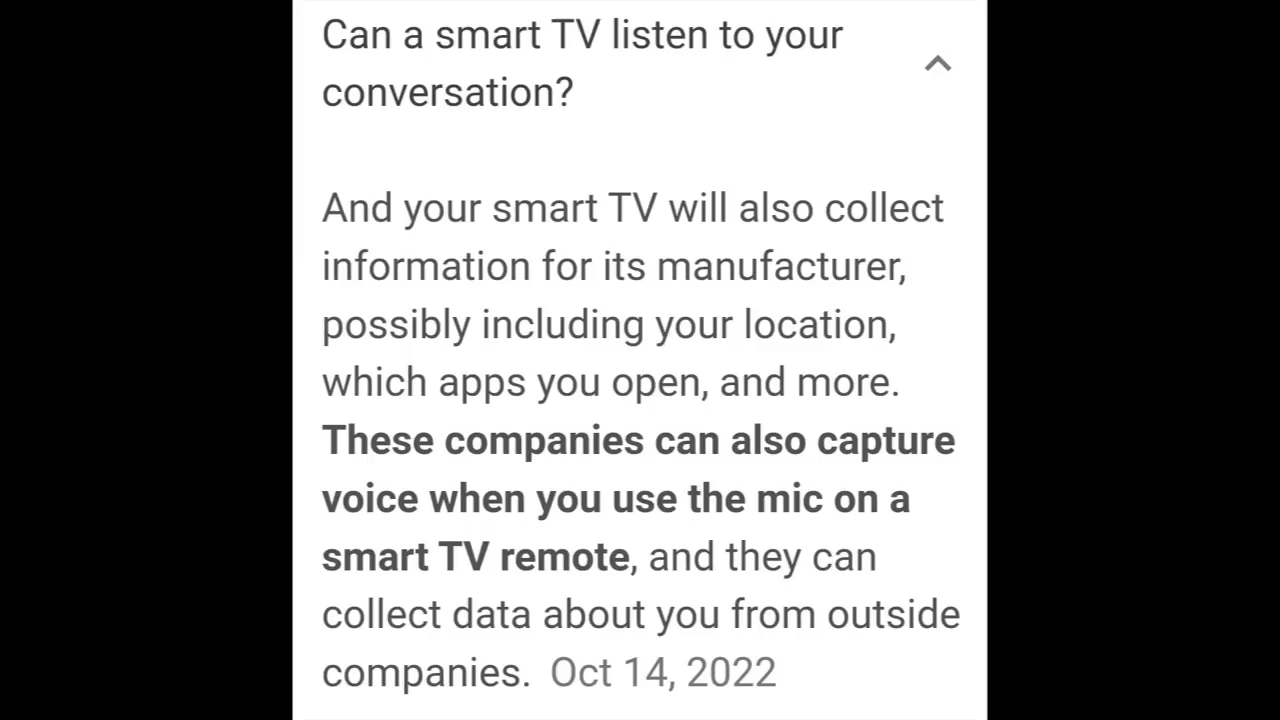 Can a smart TV listen to your
conversation?
And your smart TV will also collect
information for its manufacturer,
possibly including your location,
which apps you open, and more.
These companies can also capture
voice when you use the mic on a
smart TV remote, and they can
collect data about you from outside
companies. Oct 14, 2022